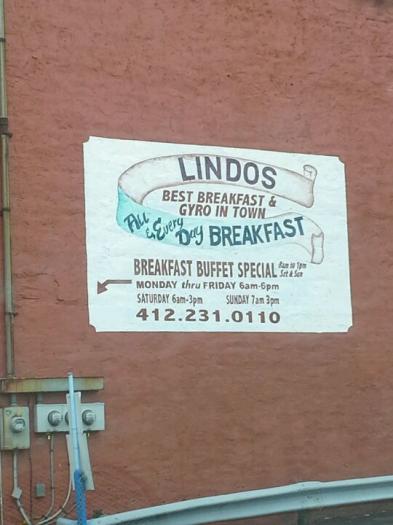 LINDOS
BEST BREAKFAST &
GYRO IN TOWN
All & Every Day BREAKFAST
BREAKFAST BUFFET SPECIAL 8am to 1pm Sat & Sun
MONDAY thru FRIDAY 6am-6pm
SATURDAY 6am-3pm SUNDAY 7am 3pm
412.231.0110